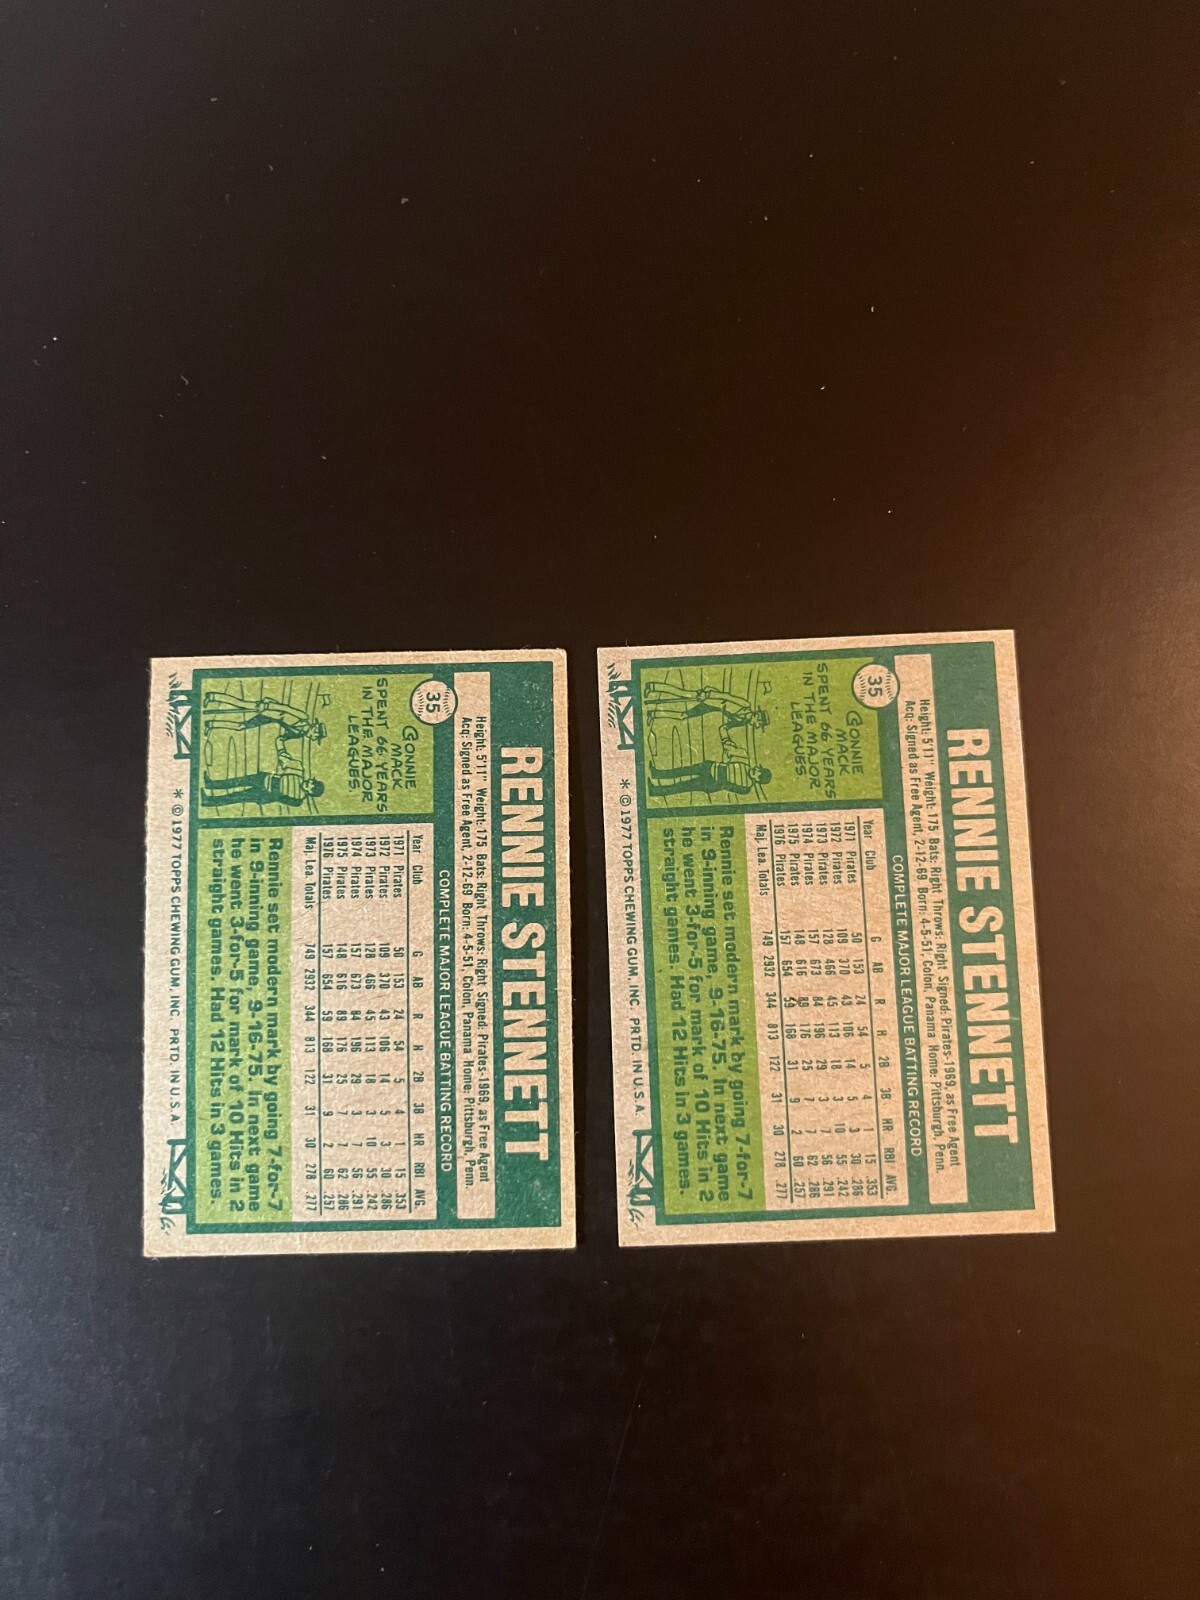 RENNIE STENNETT
Height: 5'11" Weight: 175 Bats: Right Throws: Right Signed: Pirates-1969, as Free Agent
Acq: Signed as Free Agent, 2-12-69 Born: 4-5-51, Colon, Panama Home: Pittsburgh, Penn.
35
COMPLETE MAJOR LEAGUE BATTING RECORD
CONNIE
MACK
SPENT 66 YEARS
IN THE MAJOR
LEAGUES.
Year Club G AB R H 2B 3B HR RBI AVG.
1971 Pirates 50 153 24 54 5 4 1 15 .353
1972 Pirates 109 370 43 106 14 5 3 30 .286
1973 Pirates 128 466 45 113 18 3 10 55 .242
1974 Pirates 157 673 84 196 29 3 7 56 .291
1975 Pirates 148 616 89 176 25 7 7 62 .286
1976 Pirates 157 654 59 168 31 9 2 60 .257
Maj. Lea. Totals 749 2932 344 813 122 31 30 278 .277
Rennie set modern mark by going 7-for-7
in 9-inning game, 9-16-75. In next game
he went 3-for-5 for mark of 10 Hits in 2
straight games. Had 12 Hits in 3 games.
* © 1977 TOPPS CHEWING GUM, INC. PRTD. IN U.S.A.
RENNIE STENNETT
Height: 5'11" Weight: 175 Bats: Right Throws: Right Signed: Pirates-1969, as Free Agent
Acq: Signed as Free Agent, 2-12-69 Born: 4-5-51, Colon, Panama Home: Pittsburgh, Penn.
35
COMPLETE MAJOR LEAGUE BATTING RECORD
CONNIE
MACK
SPENT 66 YEARS
IN THE MAJOR
LEAGUES.
Year Club G AB R H 2B 3B HR RBI AVG.
1971 Pirates 50 153 24 54 5 4 1 15 .353
1972 Pirates 109 370 43 106 14 5 3 30 .286
1973 Pirates 128 466 45 113 18 3 10 55 .242
1974 Pirates 157 673 84 196 29 3 7 56 .291
1975 Pirates 148 616 89 176 25 7 7 62 .286
1976 Pirates 157 654 59 168 31 9 2 60 .257
Maj. Lea. Totals 749 2932 344 813 122 31 30 278 .277
Rennie set modern mark by going 7-for-7
in 9-inning game, 9-16-75. In next game
he went 3-for-5 for mark of 10 Hits in 2
straight games. Had 12 Hits in 3 games.
* © 1977 TOPPS CHEWING GUM, INC. PRTD. IN U.S.A.